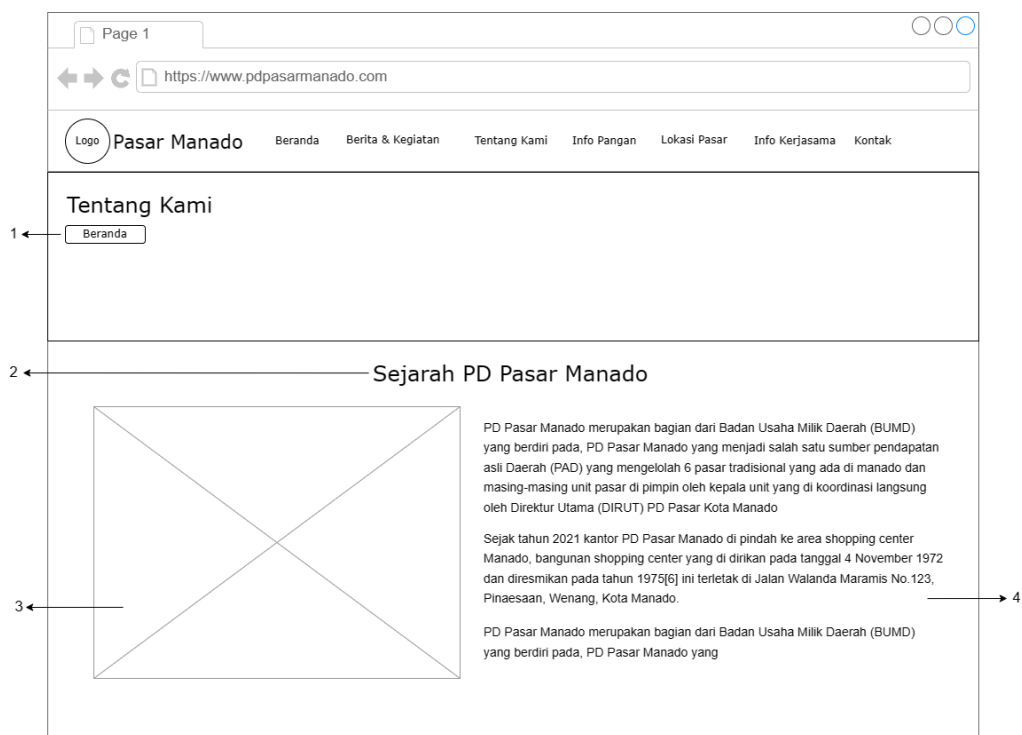 Page 1
https://www.pdpasarmanado.com
Logo Pasar Manado Beranda Berita & Kegiatan Tentang Kami Info Pangan Lokasi Pasar Info Kerjasama Kontak
Tentang Kami
1 Beranda
2 Sejarah PD Pasar Manado
PD Pasar Manado merupakan bagian dari Badan Usaha Milik Daerah (BUMD)
yang berdiri pada, PD Pasar Manado yang menjadi salah satu sumber pendapatan
asli Daerah (PAD) yang mengelolah 6 pasar tradisional yang ada di manado dan
masing-masing unit pasar di pimpin oleh kepala unit yang di koordinasi langsung
oleh Direktur Utama (DIRUT) PD Pasar Kota Manado
Sejak tahun 2021 kantor PD Pasar Manado di pindah ke area shopping center
Manado, bangunan shopping center yang di dirikan pada tanggal 4 November 1972
dan diresmikan pada tahun 1975[6] ini terletak di Jalan Walanda Maramis No.123,
Pinaesaan, Wenang, Kota Manado.
3
4
PD Pasar Manado merupakan bagian dari Badan Usaha Milik Daerah (BUMD)
yang berdiri pada, PD Pasar Manado yang